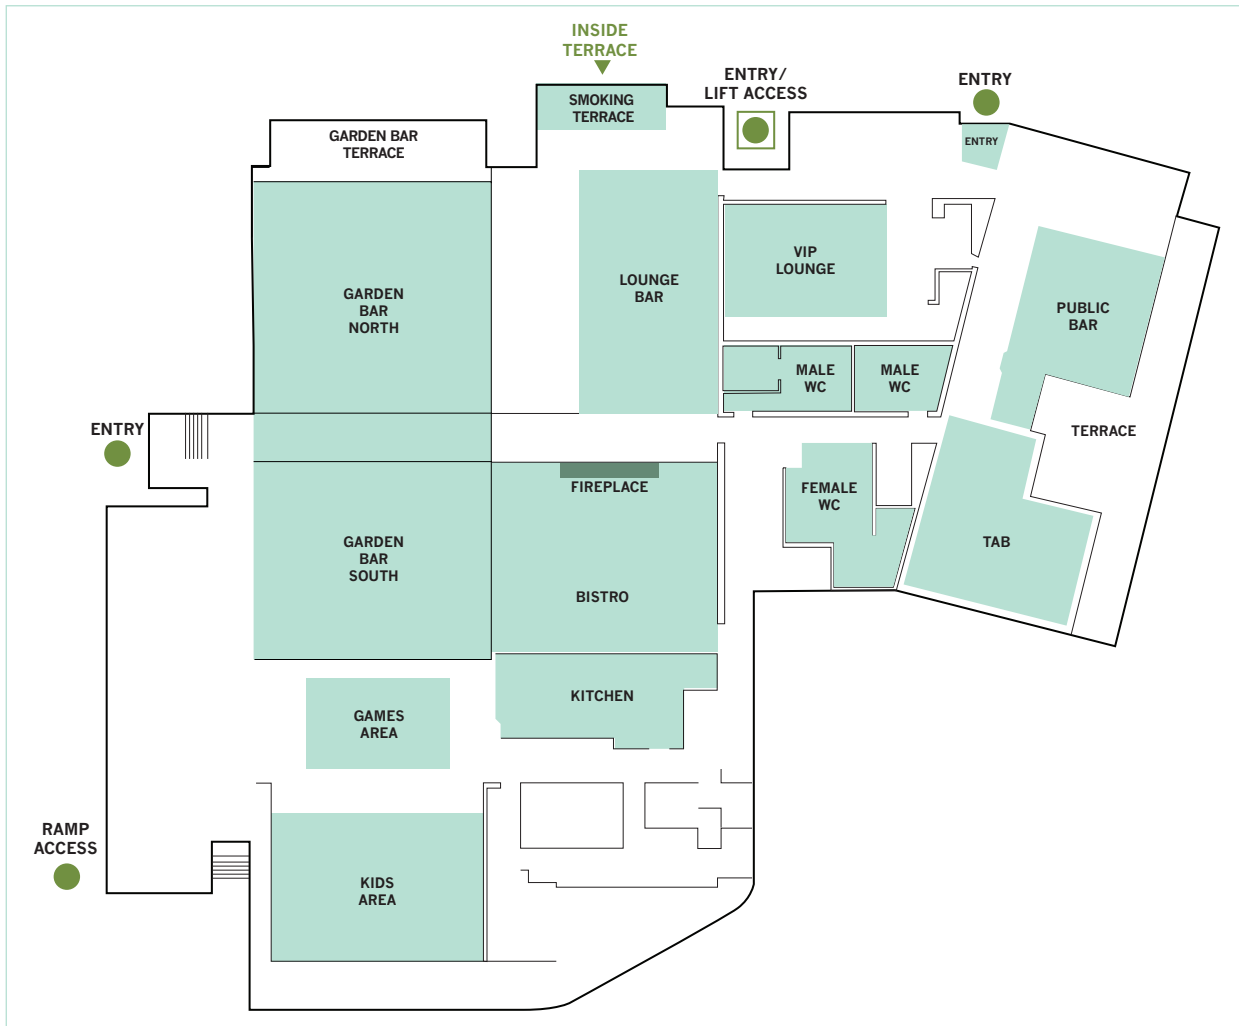 INSIDE
TERRACE
ENTRY/
LIFT ACCESS
ENTRY
SMOKING
TERRACE
GARDEN BAR
TERRACE
ENTRY
VIP
LOUNGE
LOUNGE
BAR
GARDEN
BAR
NORTH
PUBLIC
BAR
MALE
WC
MALE
WC
ENTRY
TERRACE
FIREPLACE
FEMALE
WC
GARDEN
BAR
SOUTH
TAB
BISTRO
KITCHEN
GAMES
AREA
RAMP
ACCESS
KIDS
AREA